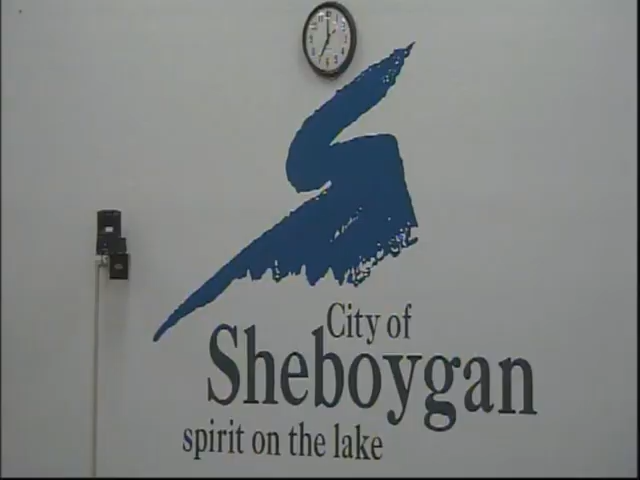 City of
Sheboygan
spirit on the lake